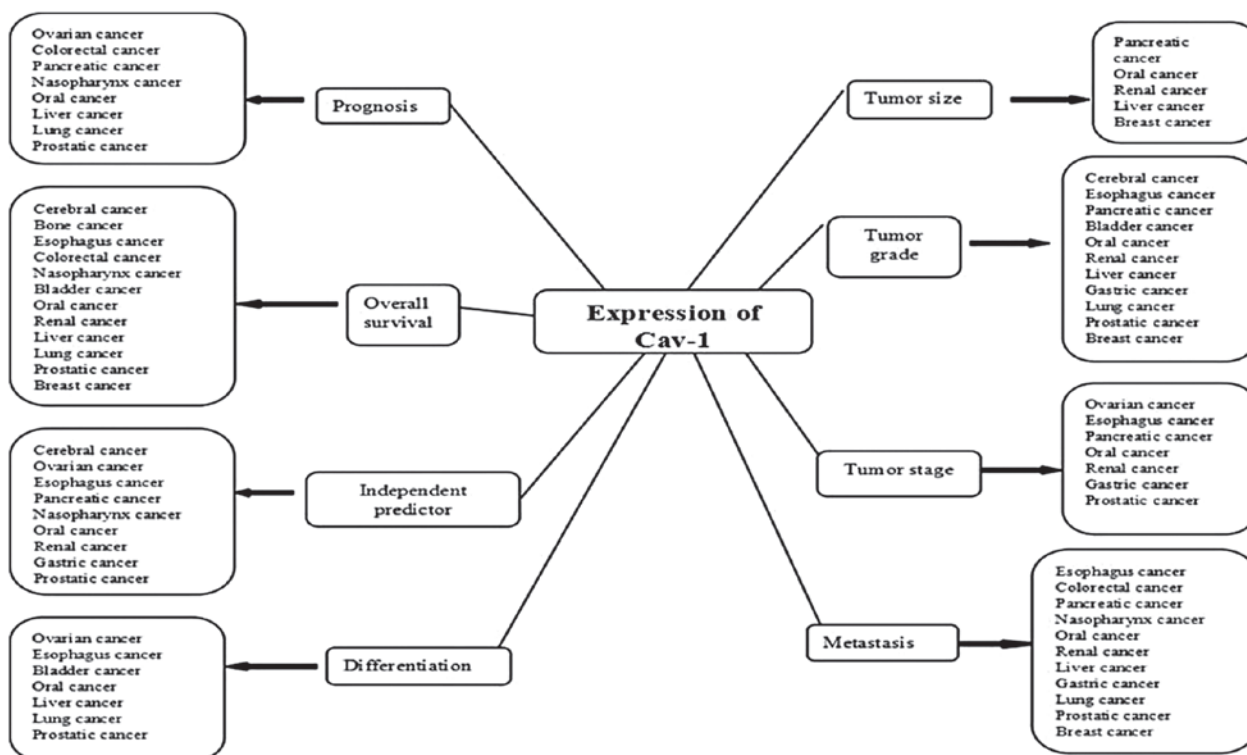 Ovarian cancer
Colorectal cancer
Pancreatic cancer
Nasopharynx cancer
Oral cancer
Liver cancer
Lung cancer
Prostatic cancer
Prognosis
Cerebral cancer
Bone cancer
Esophagus cancer
Colorectal cancer
Nasopharynx cancer
Bladder cancer
Oral cancer
Renal cancer
Liver cancer
Lung cancer
Prostatic cancer
Breast cancer
Overall
survival
Cerebral cancer
Ovarian cancer
Esophagus cancer
Pancreatic cancer
Nasopharynx cancer
Oral cancer
Renal cancer
Gastric cancer
Prostatic cancer
Independent
predictor
Ovarian cancer
Esophagus cancer
Bladder cancer
Oral cancer
Liver cancer
Lung cancer
Prostatic cancer
Differentiation
Expression of
Cav-1
Tumor size
Pancreatic
cancer
Oral cancer
Renal cancer
Liver cancer
Breast cancer
Tumor
grade
Cerebral cancer
Esophagus cancer
Pancreatic cancer
Bladder cancer
Oral cancer
Renal cancer
Liver cancer
Gastric cancer
Lung cancer
Prostatic cancer
Breast cancer
Tumor stage
Ovarian cancer
Esophagus cancer
Pancreatic cancer
Oral cancer
Renal cancer
Gastric cancer
Prostatic cancer
Metastasis
Esophagus cancer
Colorectal cancer
Pancreatic cancer
Nasopharynx cancer
Oral cancer
Renal cancer
Liver cancer
Gastric cancer
Lung cancer
Prostatic cancer
Breast cancer